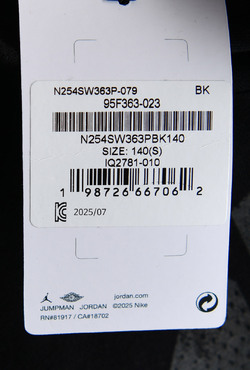 N254SW363P-079 BK
95F363-023
N254SW363PBK140
SIZE: 140(S)
IQ2781-010
1 98726 66706 2
2025/07
jordan.com
JUMPMAN JORDAN ©2025 Nike
RN#81917 / CA#18702